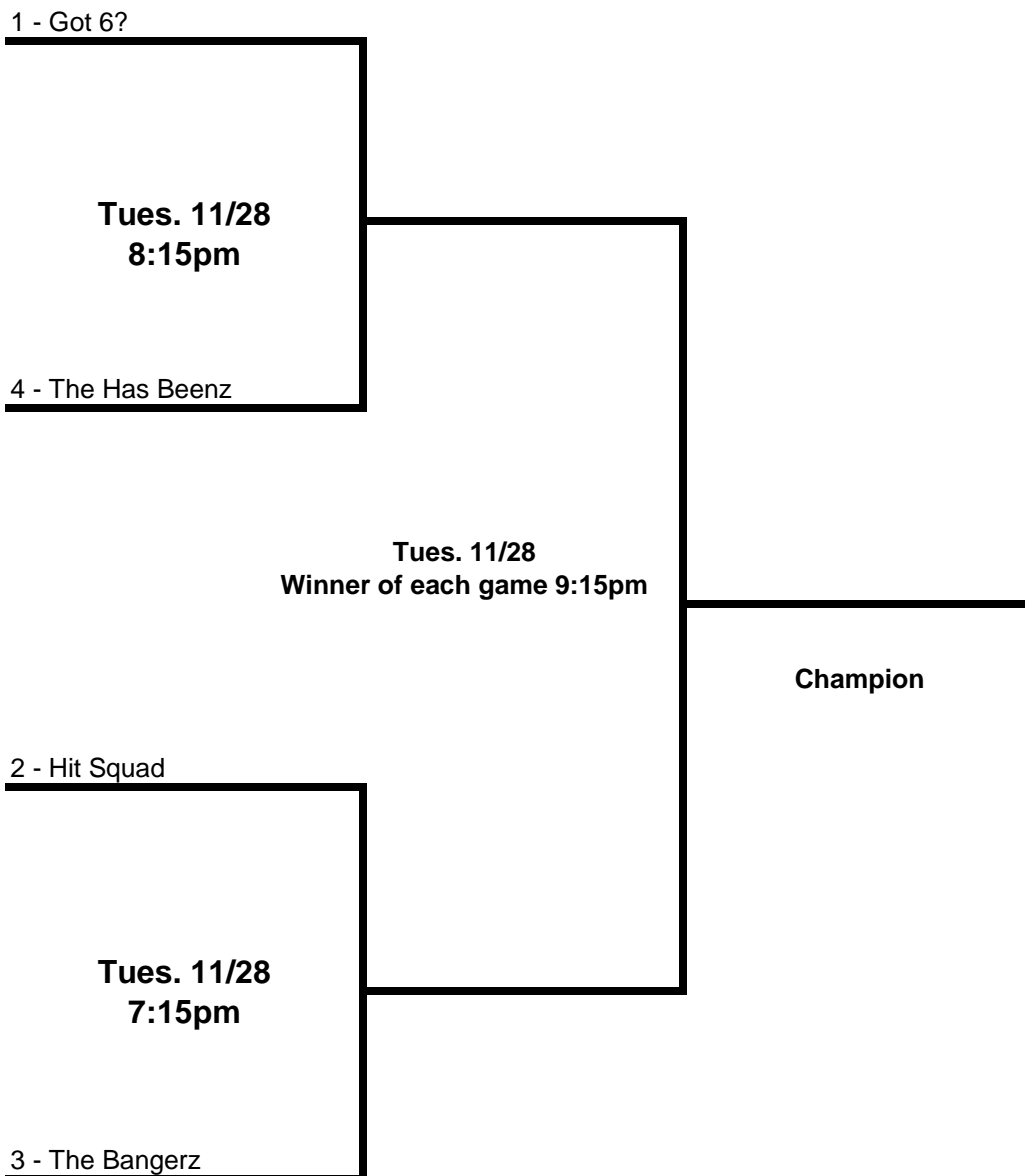 1 - Got 6?
Tues. 11/28
8:15pm
4 - The Has Beenz
Tues. 11/28
Winner of each game 9:15pm
Champion
2 - Hit Squad
Tues. 11/28
7:15pm
3 - The Bangerz